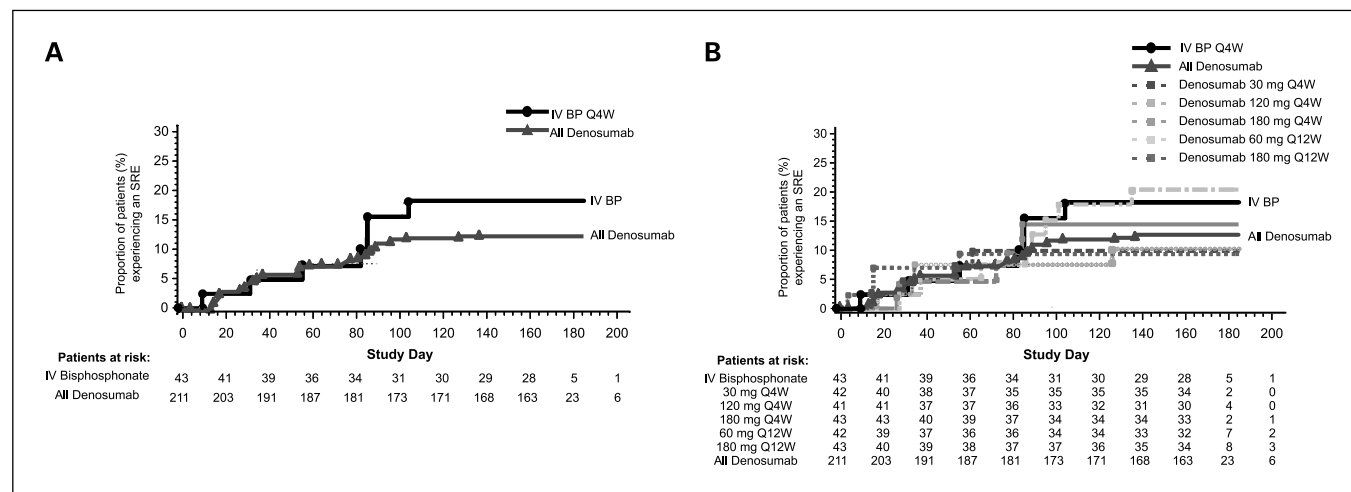 A
IV BP Q4W
All Denosumab
Proportion of patients (%)
experiencing an SRE
30
25
20
15
10
5
0
IV BP
All Denosumab
0 20 40 60 80 100 120 140 160 180 200
Study Day
Patients at risk:
IV Bisphosphonate 43 41 39 36 34 31 30 29 28 5 1
All Denosumab 211 203 191 187 181 173 171 168 163 23 6
B
IV BP Q4W
All Denosumab
Denosumab 30 mg Q4W
Denosumab 120 mg Q4W
Denosumab 180 mg Q4W
Denosumab 60 mg Q12W
Denosumab 180 mg Q12W
Proportion of patients (%)
experiencing an SRE
30
25
20
15
10
5
0
IV BP
All Denosumab
0 20 40 60 80 100 120 140 160 180 200
Study Day
Patients at risk:
IV Bisphosphonate 43 41 39 36 34 31 30 29 28 5 1
30 mg Q4W 42 40 38 37 35 35 35 35 34 2 0
120 mg Q4W 41 41 37 37 36 33 32 31 30 4 0
180 mg Q4W 43 43 40 39 37 34 34 34 33 2 1
60 mg Q12W 42 39 37 36 36 34 34 33 32 7 2
180 mg Q12W 43 40 39 38 37 37 36 35 34 8 3
All Denosumab 211 203 191 187 181 173 171 168 163 23 6